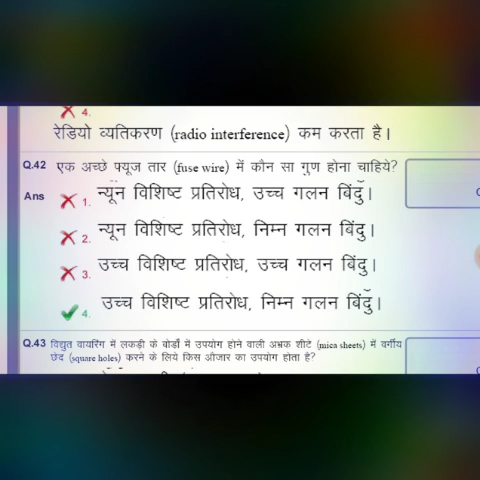 4.
रेडियो व्यतिकरण (radio interference) कम करता है।
Q.42 एक अच्छे फ्यूज तार (fuse wire) में कौन सा गुण होना चाहिये?
Ans 1. न्यून विशिष्ट प्रतिरोध, उच्च गलन बिंदु।
2. न्यून विशिष्ट प्रतिरोध, निम्न गलन बिंदु।
3. उच्च विशिष्ट प्रतिरोध, उच्च गलन बिंदु।
4. उच्च विशिष्ट प्रतिरोध, निम्न गलन बिंदु।
Q.43 विद्युत वायरिंग में लकड़ी के बोर्डों में उपयोग होने वाली अभ्रक शीटें (mica sheets) में वर्गीय
छेद (square holes) करने के लिये किस औजार का उपयोग होता है?